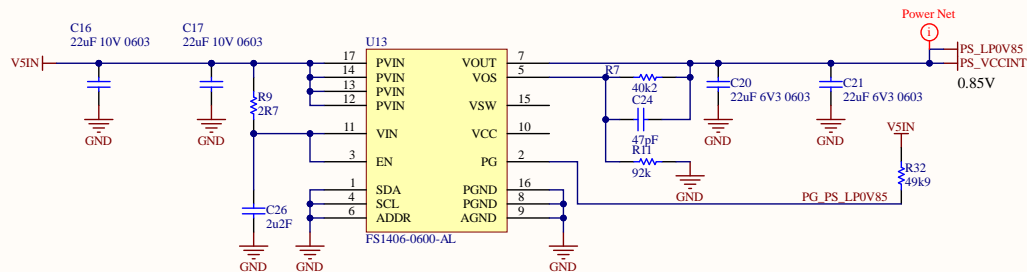 Power Net
i
C16
22uF 10V 0603
C17
22uF 10V 0603
U13
V5IN
17
PVIN
VOUT
7
PS_LP0V85
14
PVIN
VOS
5
PS_VCCINT
13
PVIN
12
PVIN
VSW
15
0.85V
R7
40k2
C24
47pF
C20
22uF 6V3 0603
C21
22uF 6V3 0603
R9
2R7
GND
GND
GND
GND
11
VIN
VCC
10
V5IN
3
EN
PG
2
R11
92k
R32
49k9
GND
1
SDA
PGND
16
PG_PS_LP0V85
4
SCL
PGND
8
6
ADDR
AGND
9
C26
2u2F
FS1406-0600-AL
GND
GND
GND